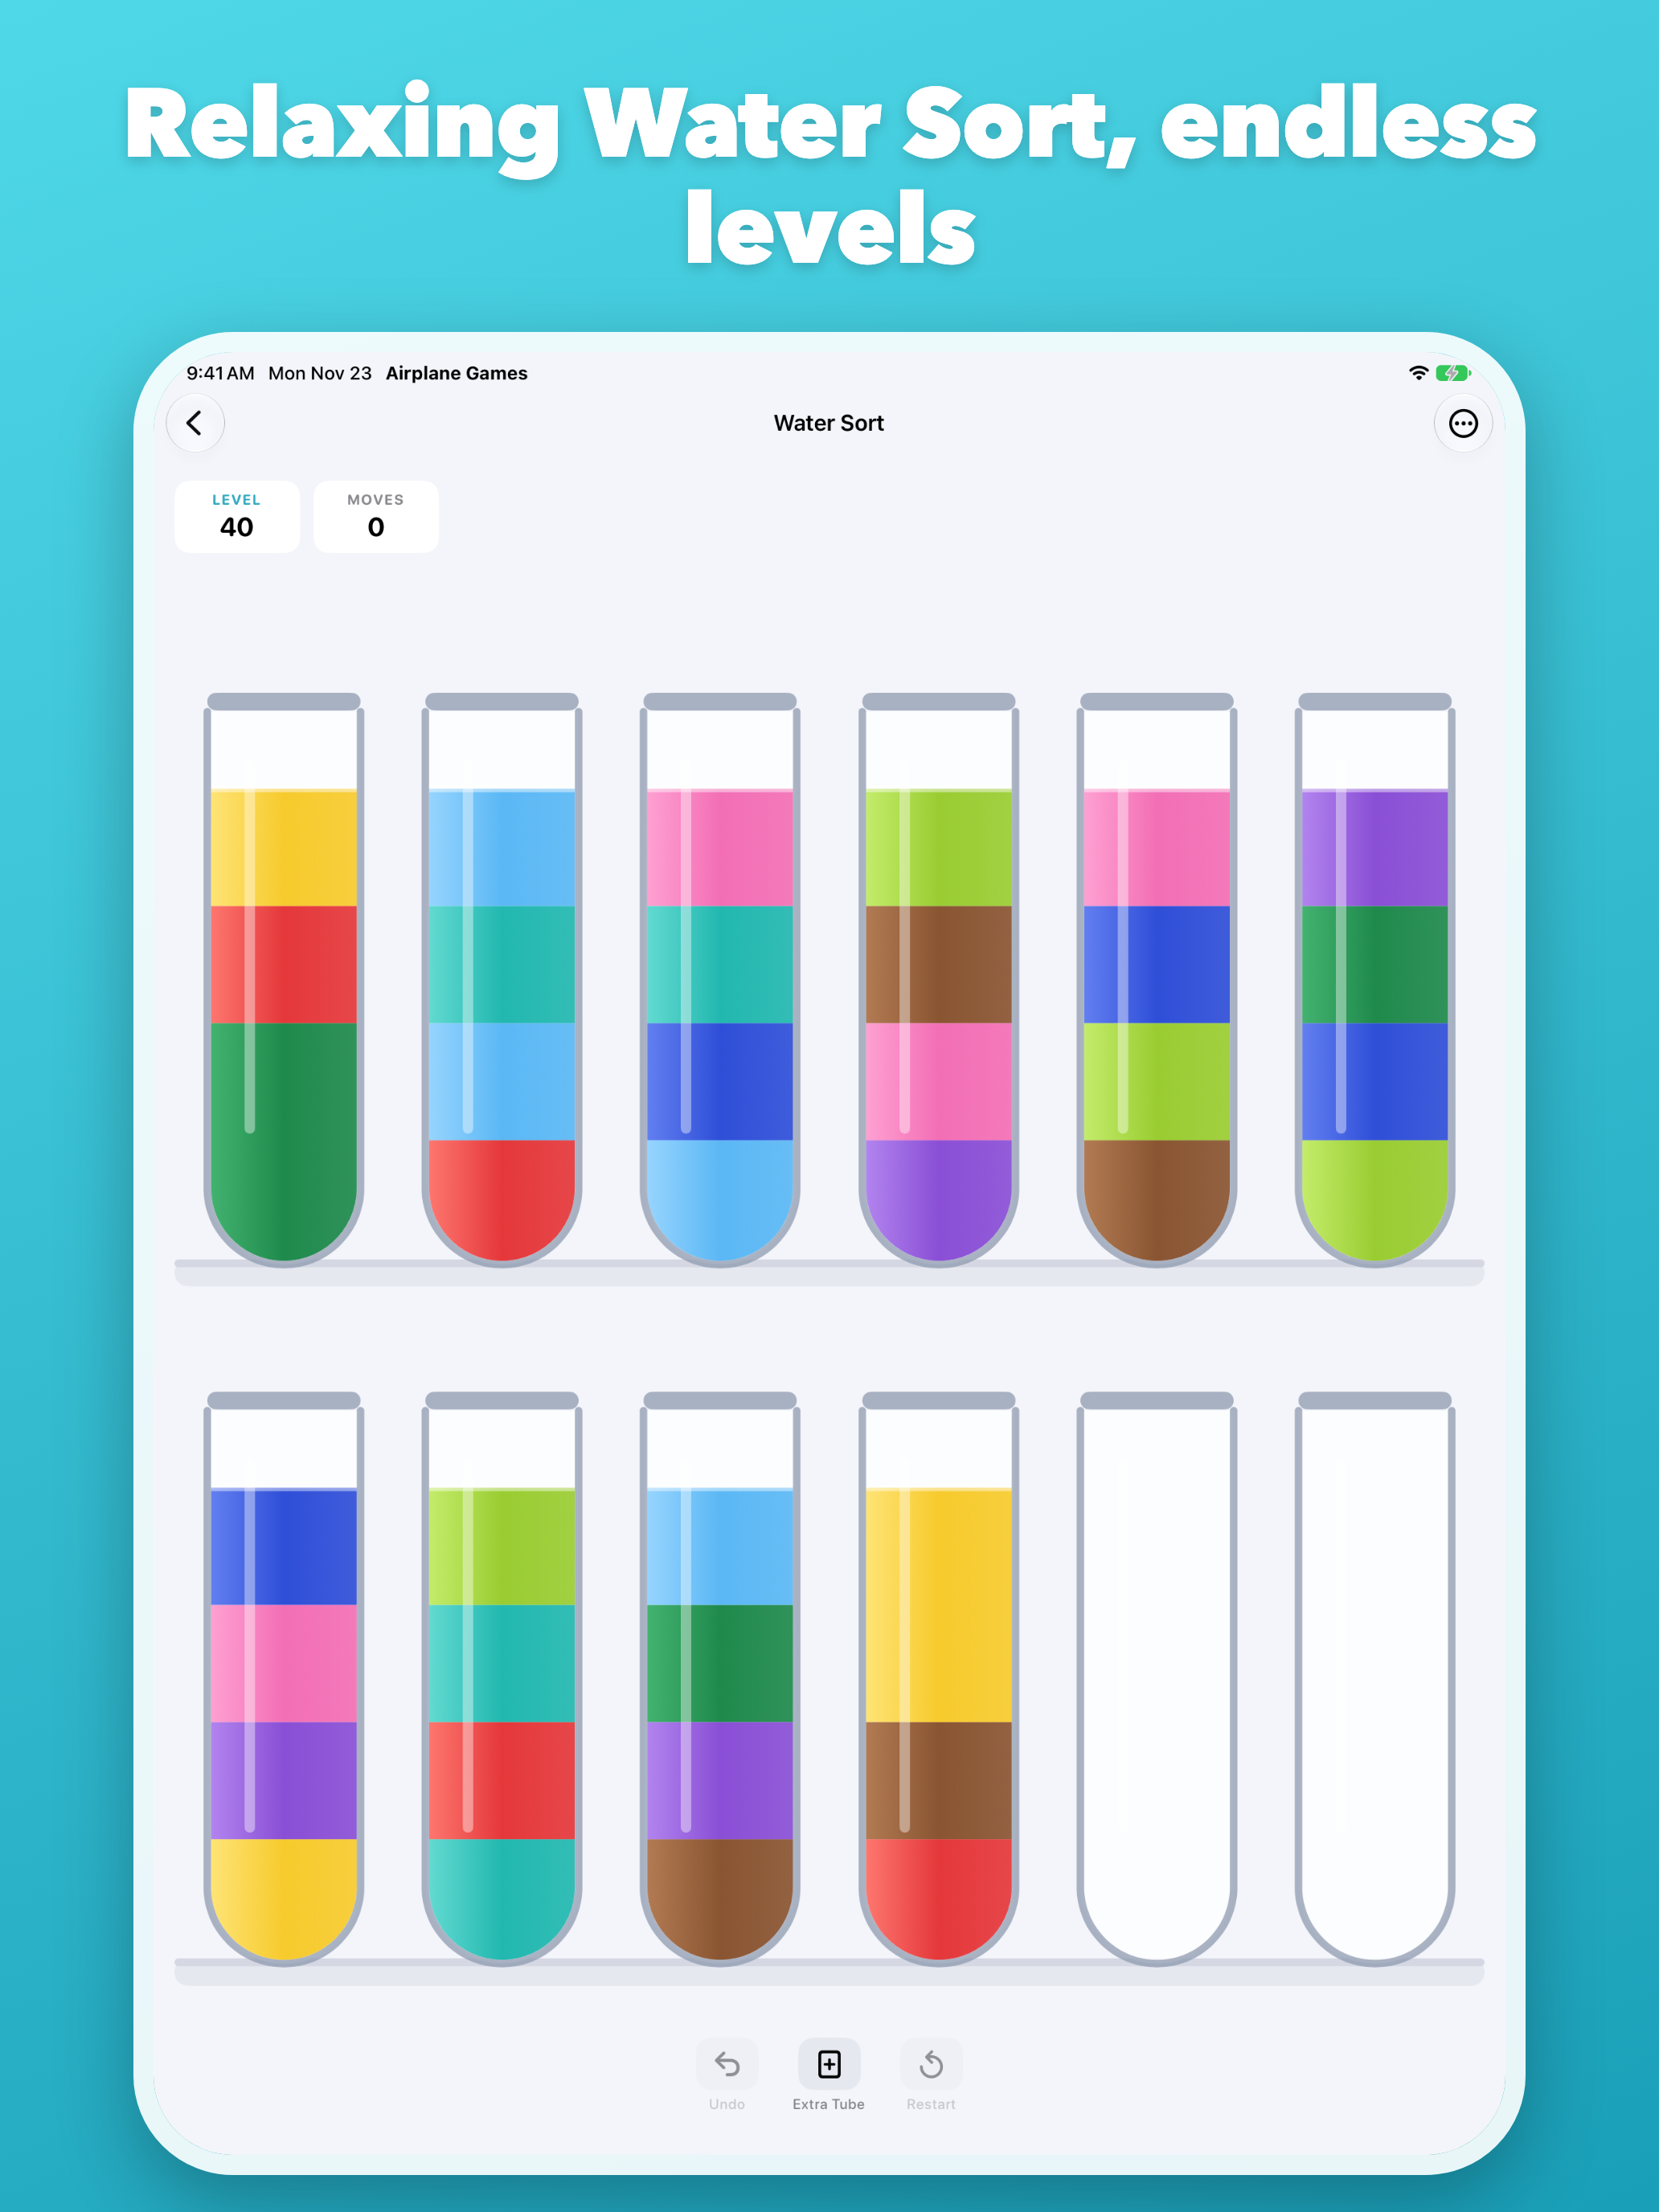 Relaxing Water Sort, endless
levels
9:41 AM Mon Nov 23 Airplane Games
Water Sort
LEVEL MOVES
40 0
Undo Extra Tube Restart